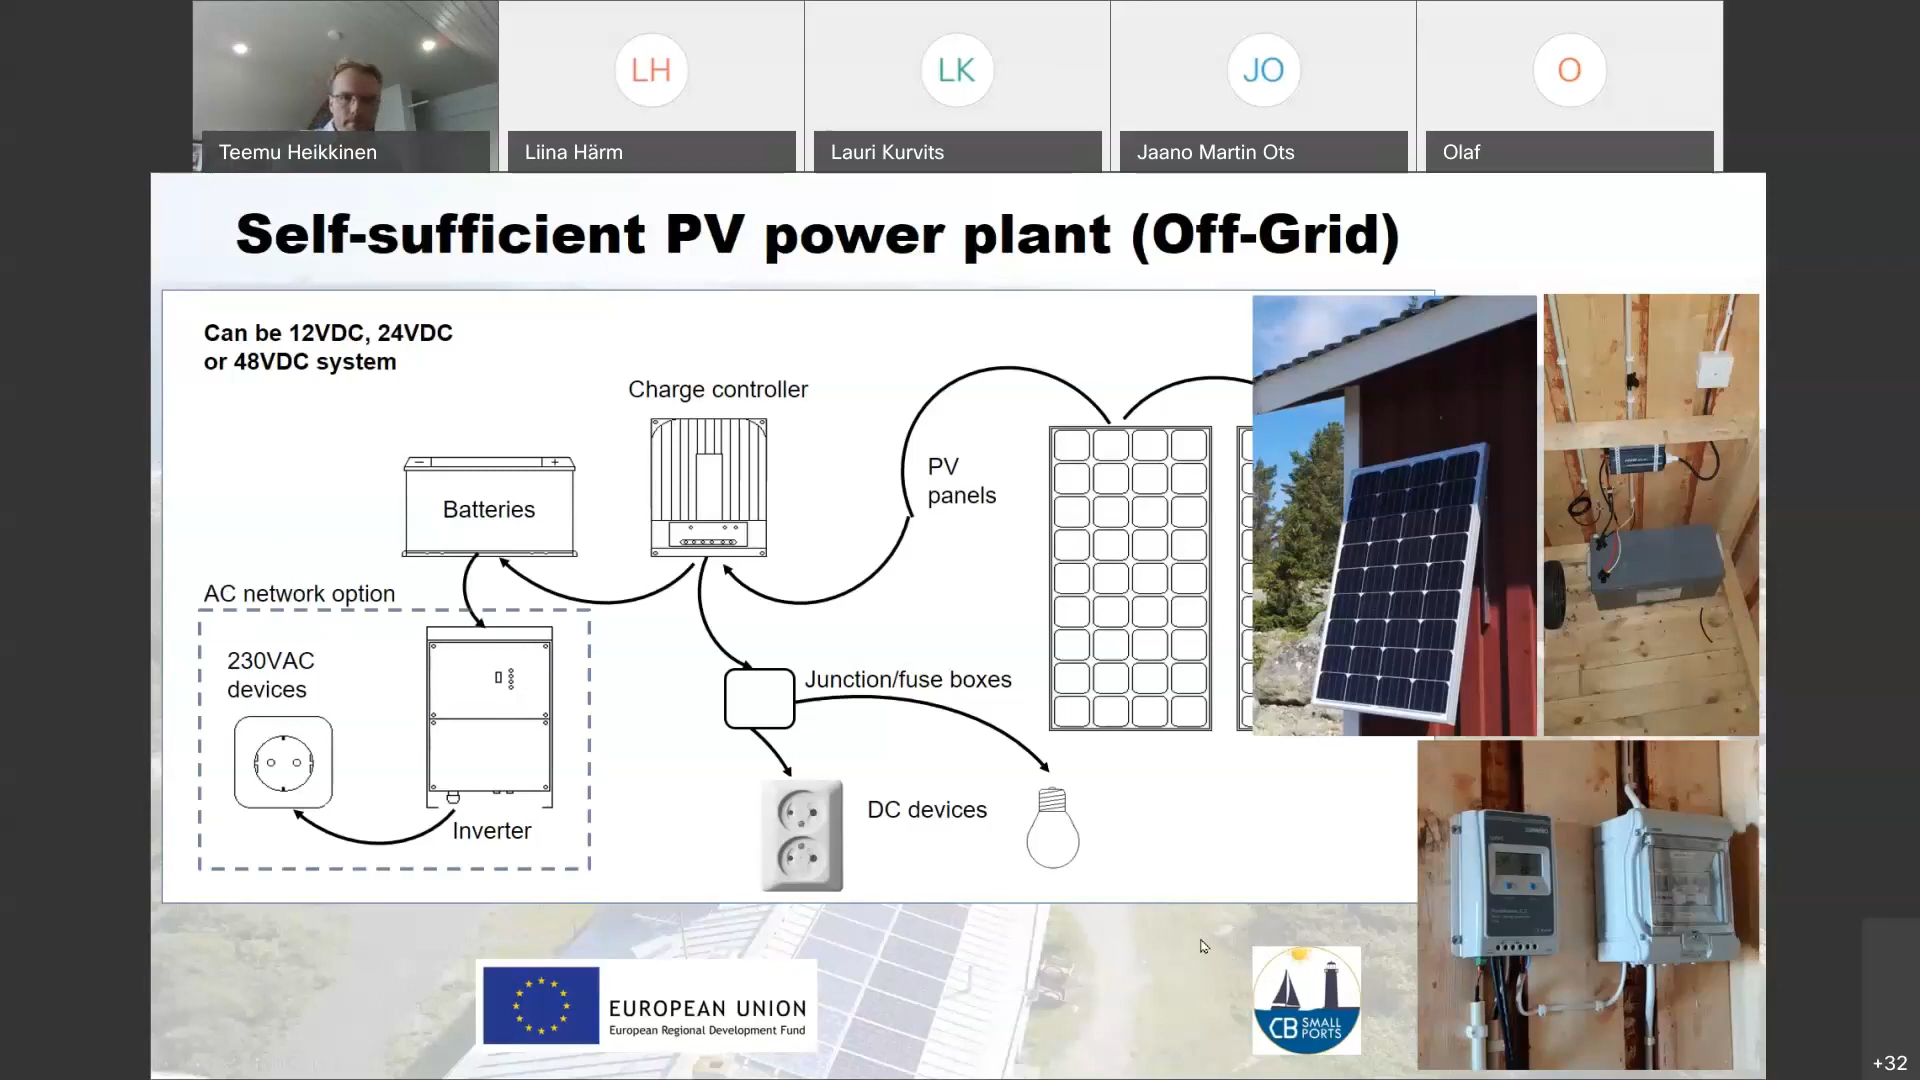 LH
LK
JO
O
Teemu Heikkinen
Liina Härm
Lauri Kurvits
Jaano Martin Ots
Olaf
Self-sufficient PV power plant (Off-Grid)
Can be 12VDC, 24VDC
or 48VDC system
Charge controller
PV
panels
Batteries
AC network option
230VAC
devices
Junction/fuse boxes
DC devices
Inverter
EUROPEAN UNION
European Regional Development Fund
CB SMALL
PORTS
+32